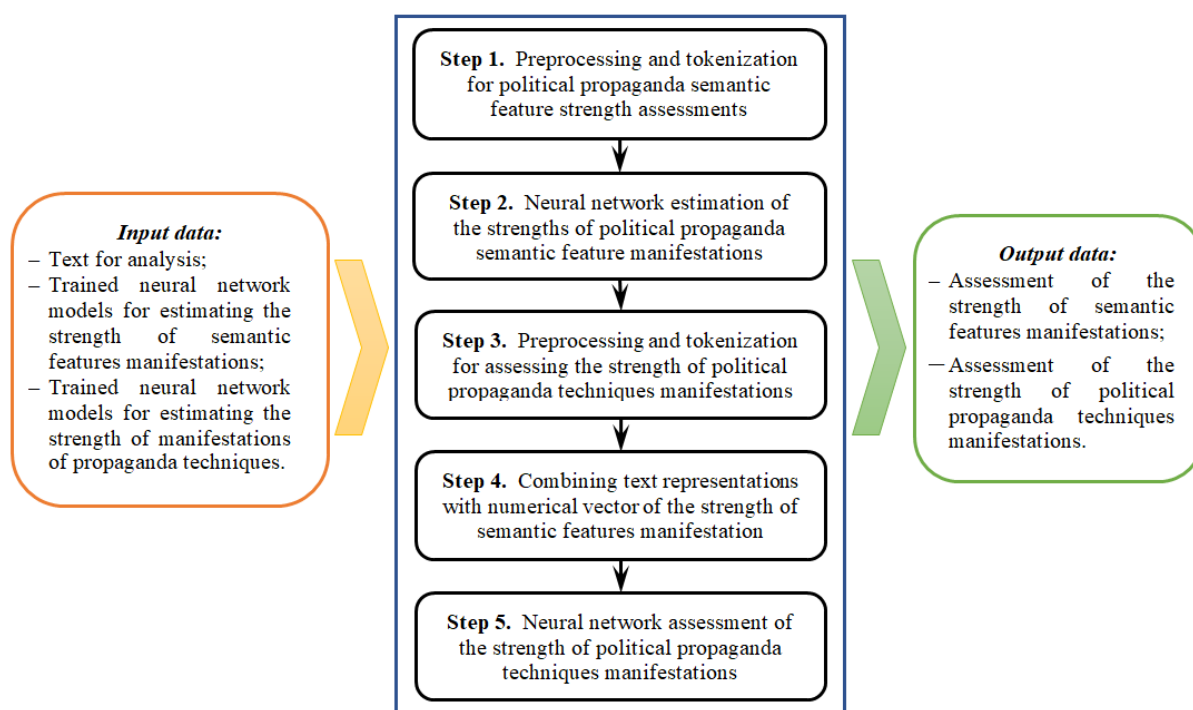 Input data:
– Text for analysis;
– Trained neural network
models for estimating the
strength of semantic
features manifestations;
– Trained neural network
models for estimating the
strength of manifestations
of propaganda techniques.
Step 1. Preprocessing and tokenization
for political propaganda semantic
feature strength assessments
Step 2. Neural network estimation of
the strengths of political propaganda
semantic feature manifestations
Step 3. Preprocessing and tokenization
for assessing the strength of political
propaganda techniques manifestations
Step 4. Combining text representations
with numerical vector of the strength of
semantic features manifestation
Step 5. Neural network assessment of
the strength of political propaganda
techniques manifestations
Output data:
– Assessment of the
strength of semantic
features manifestations;
– Assessment of the
strength of political
propaganda techniques
manifestations.